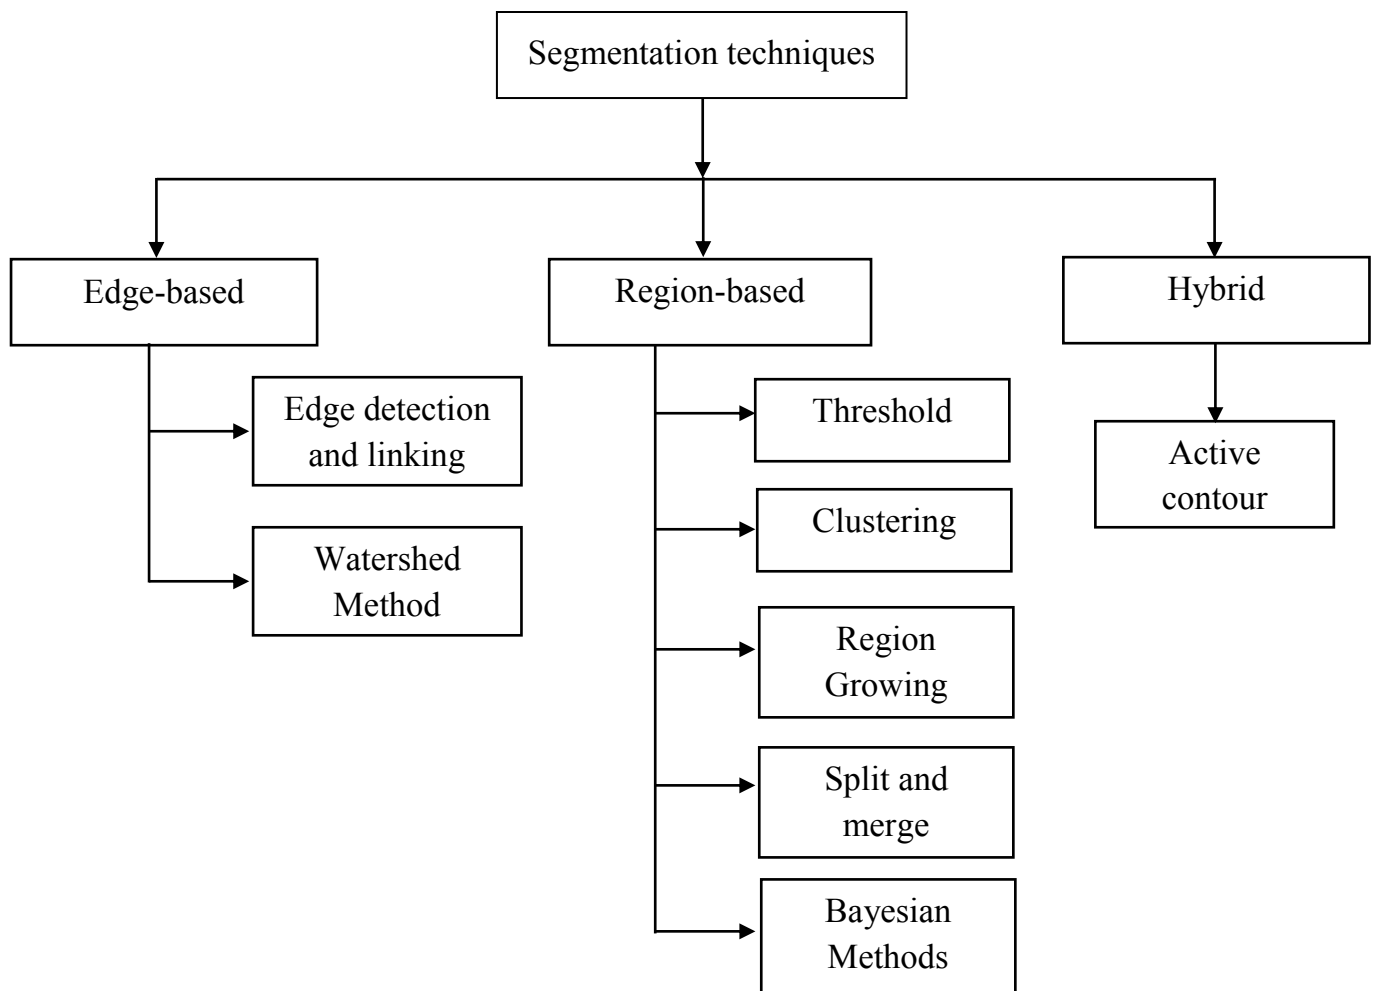 Segmentation techniques
Edge-based
Edge detection
and linking
Watershed
Method
Region-based
Threshold
Clustering
Region
Growing
Split and
merge
Bayesian
Methods
Hybrid
Active
contour